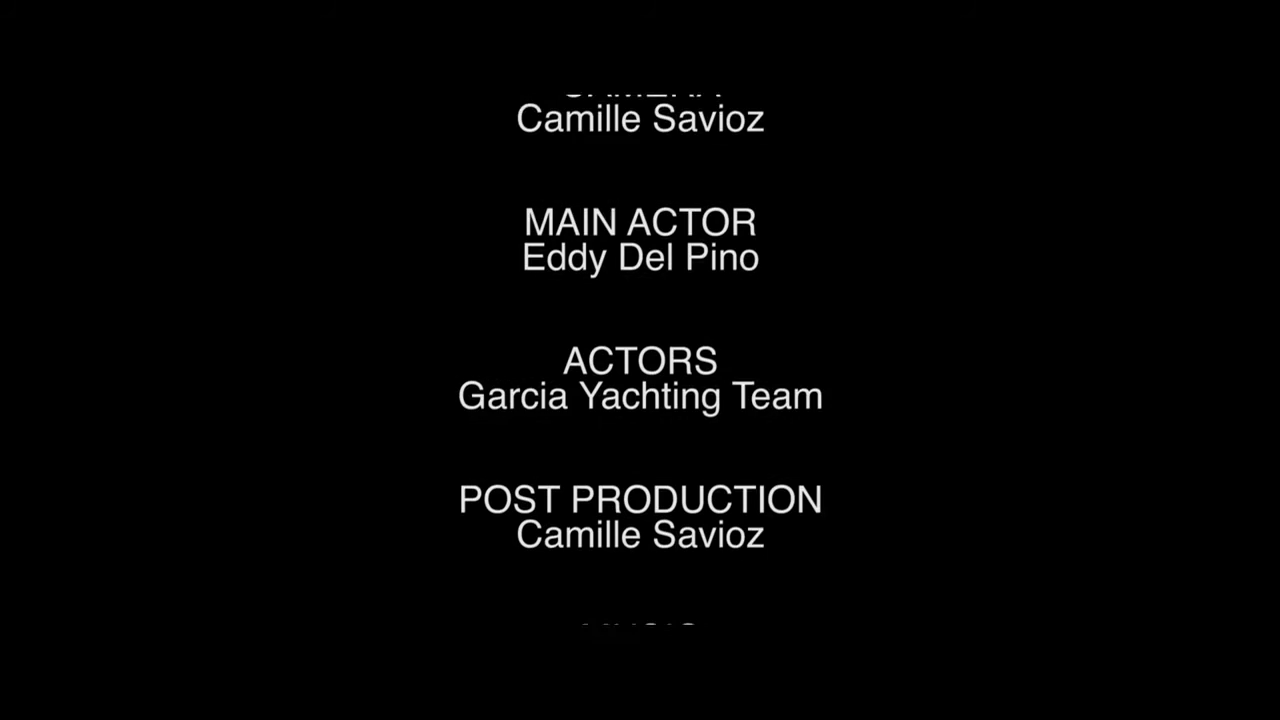 Camille Savioz
MAIN ACTOR
Eddy Del Pino
ACTORS
Garcia Yachting Team
POST PRODUCTION
Camille Savioz